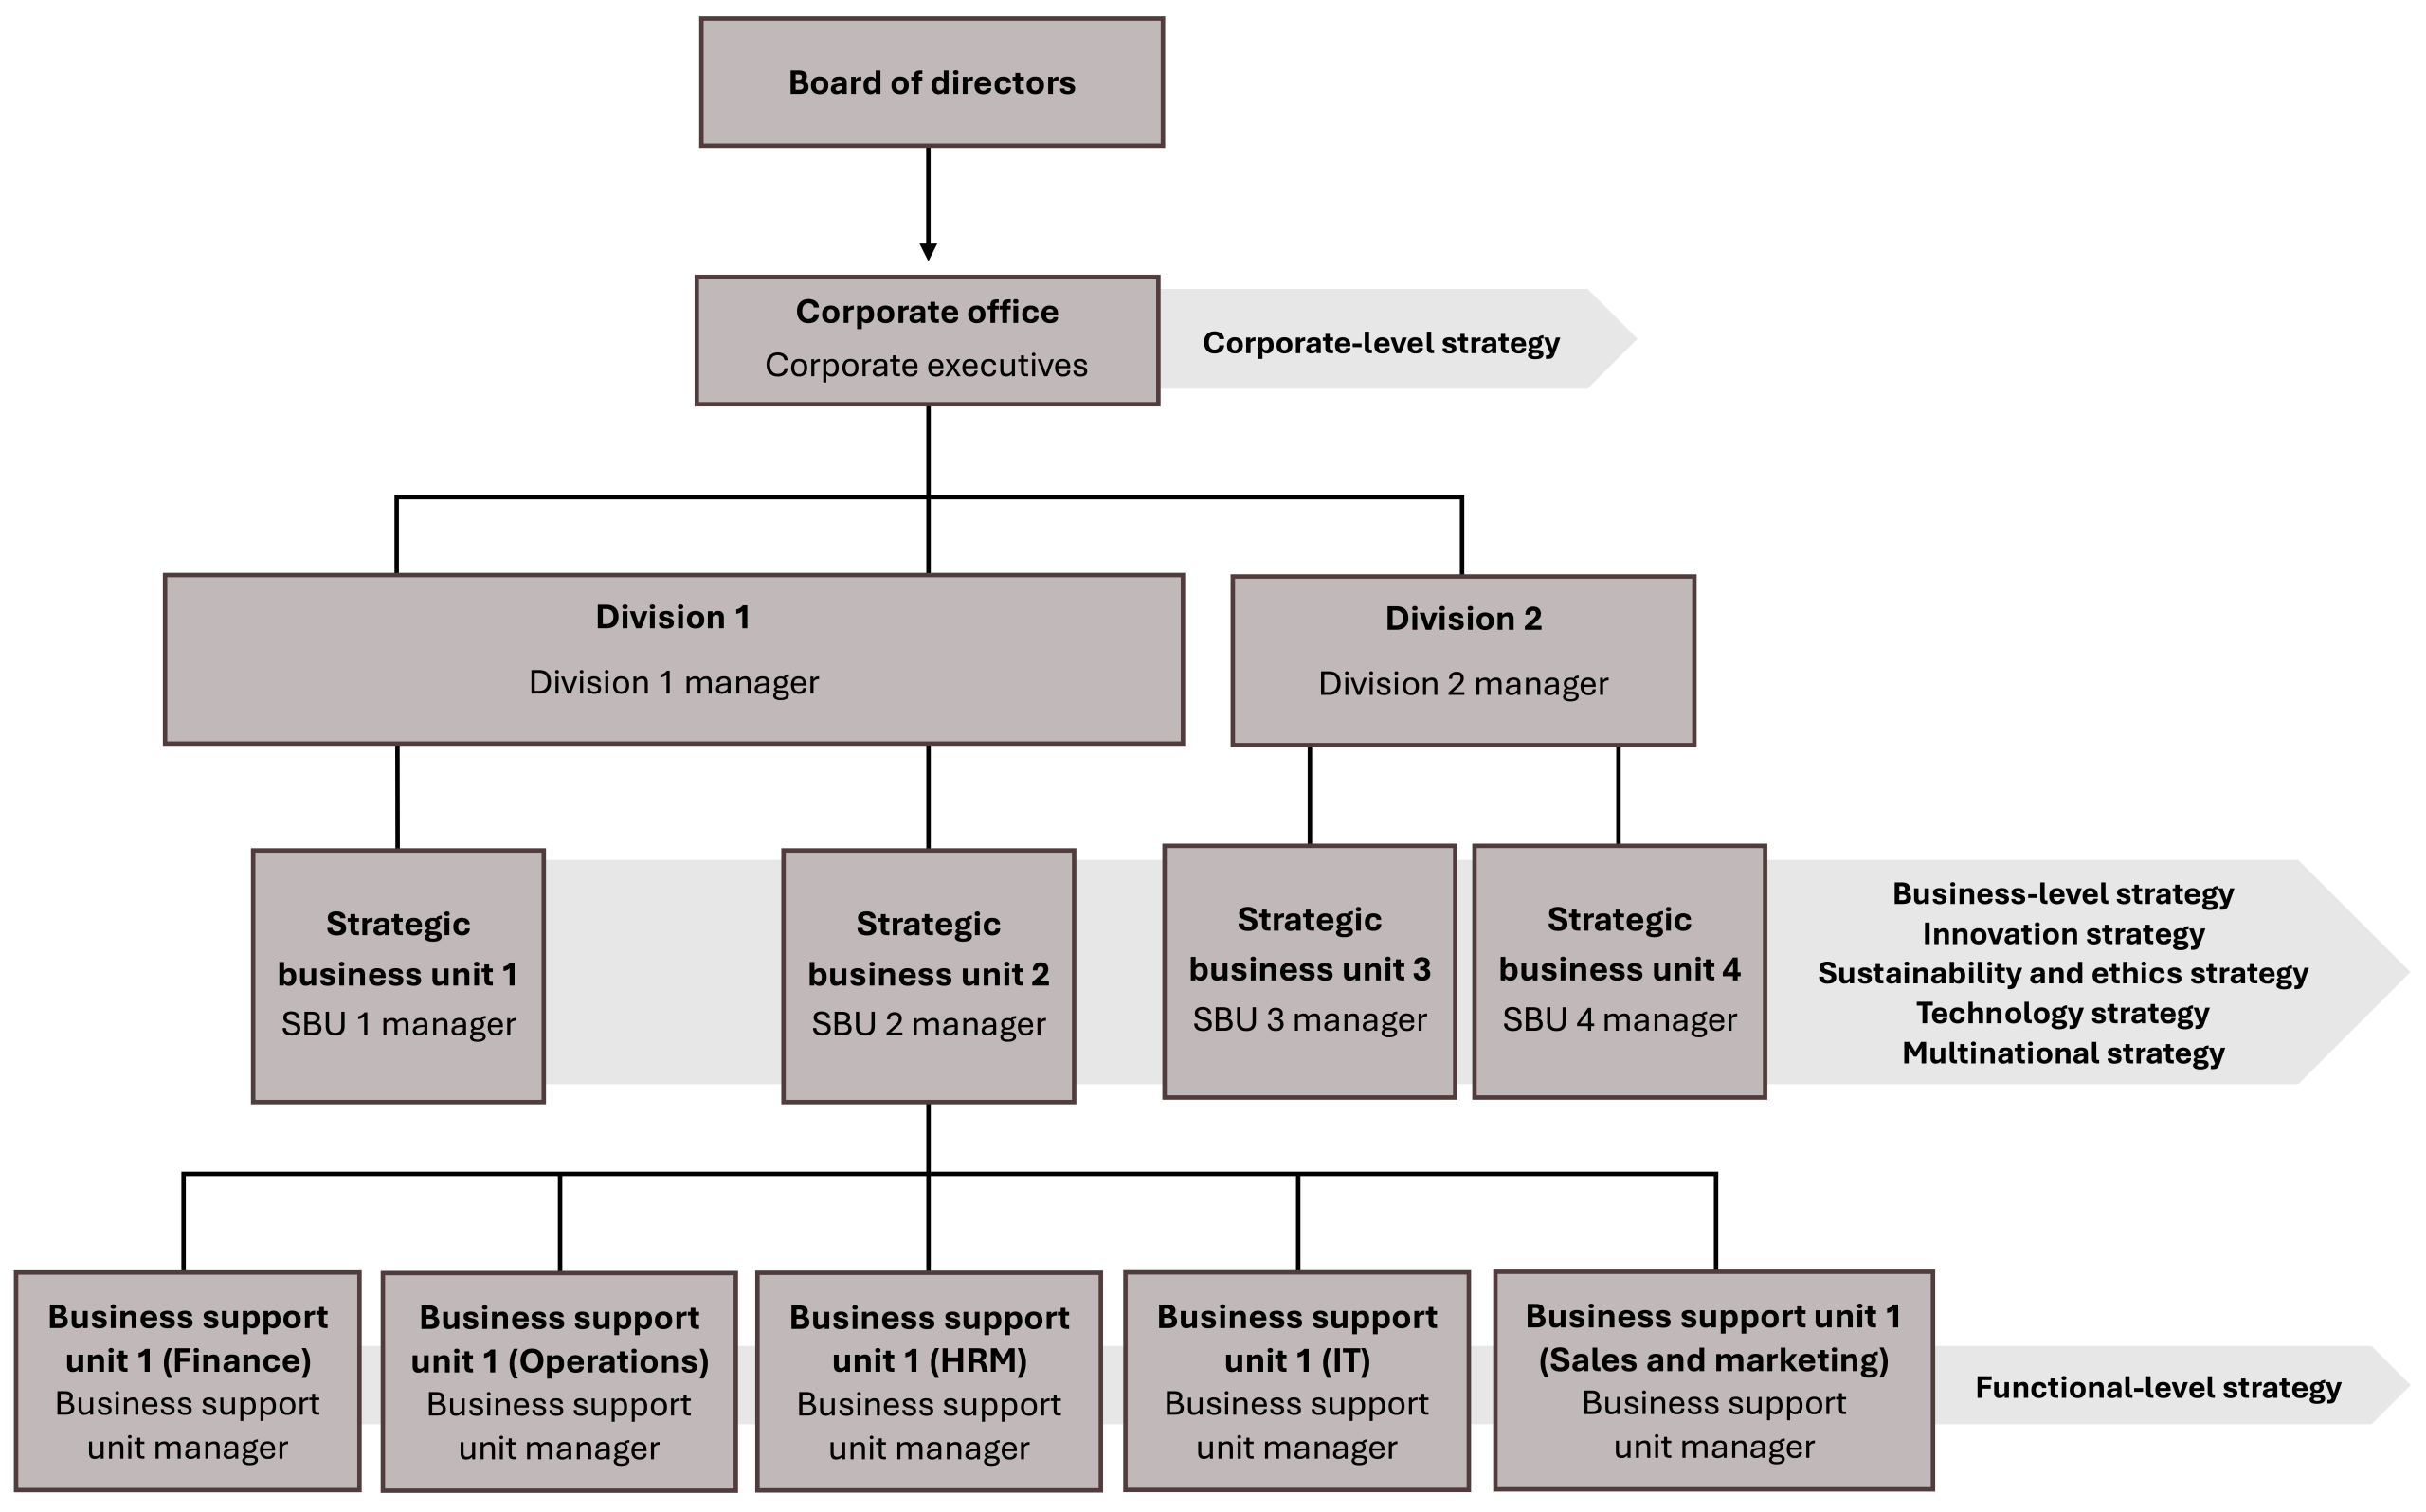 Board of directors
Corporate office
Corporate executives
Corporate-level strategy
Division 1
Division 1 manager
Division 2
Division 2 manager
Strategic
business unit 1
SBU 1 manager
Strategic
business unit 2
SBU 2 manager
Strategic
business unit 3
SBU 3 manager
Strategic
business unit 4
SBU 4 manager
Business-level strategy
Innovation strategy
Sustainability and ethics strategy
Technology strategy
Multinational strategy
Business support
unit 1 (Finance)
Business support
unit manager
Business support
unit 1 (Operations)
Business support
unit manager
Business support
unit 1 (HRM)
Business support
unit manager
Business support
unit 1 (IT)
Business support
unit manager
Business support unit 1
(Sales and marketing)
Business support
unit manager
Functional-level strategy